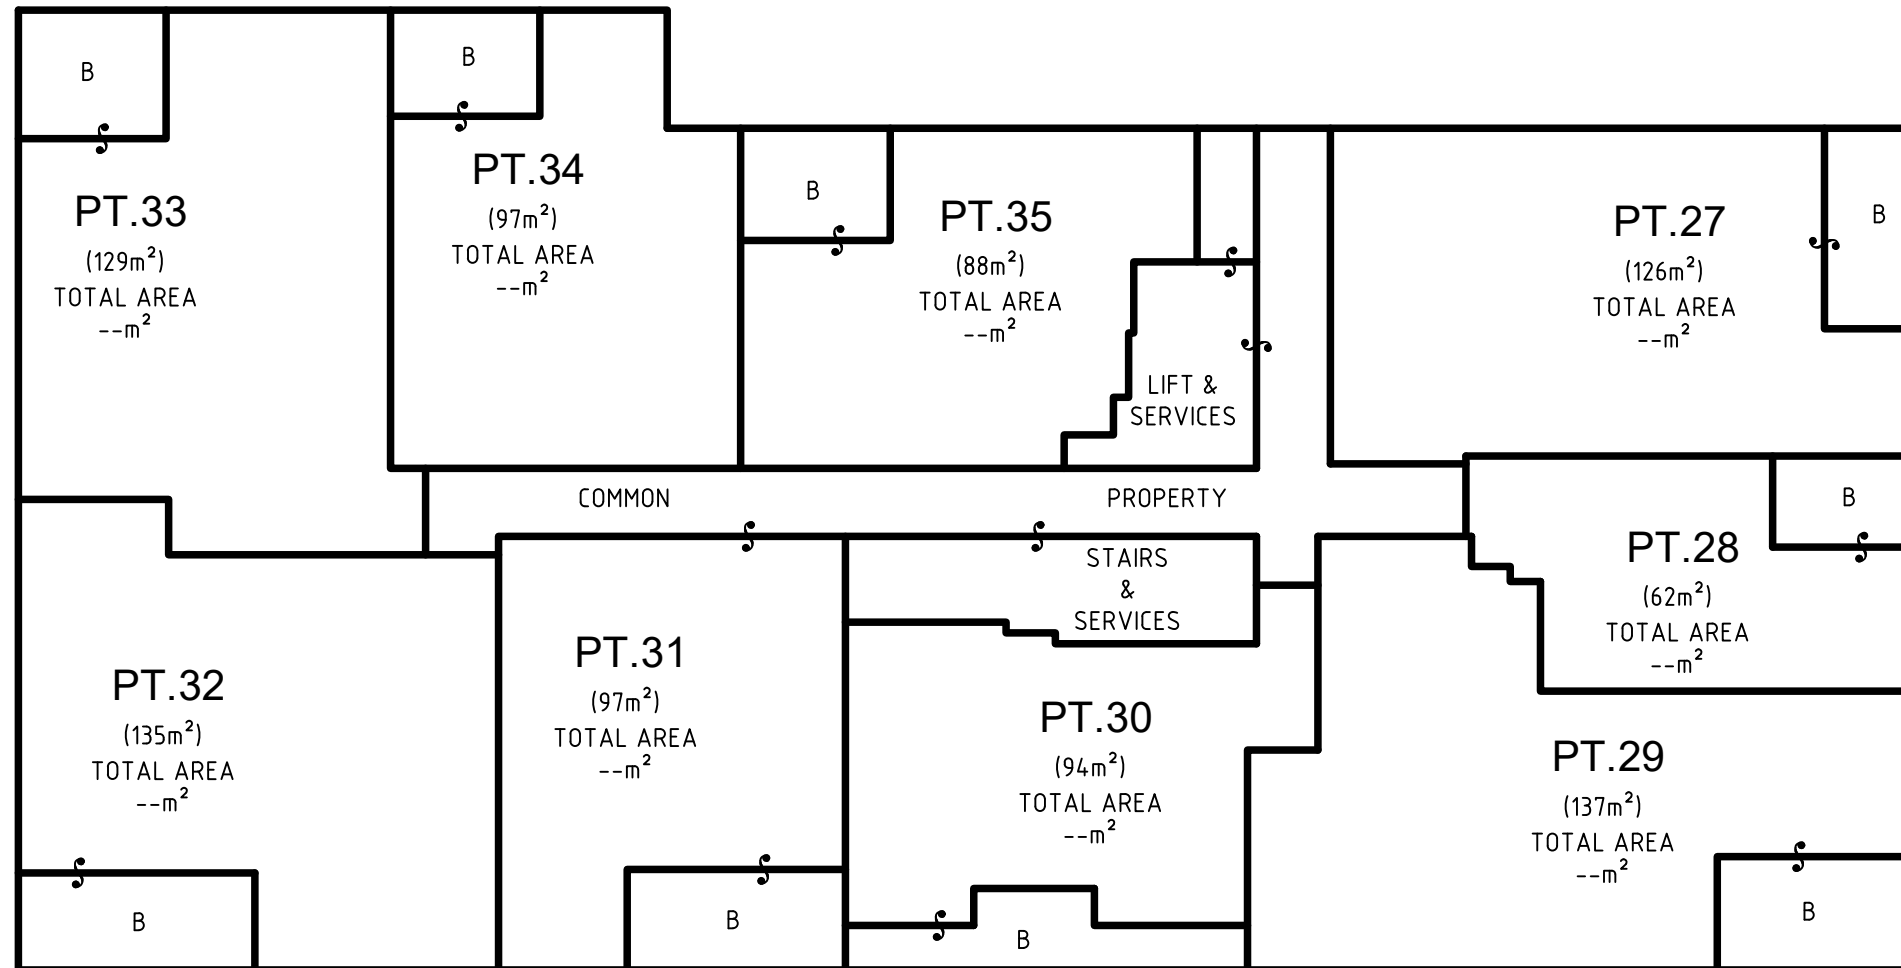 B
PT.33
(129m²)
TOTAL AREA
--m²
B
PT.34
(97m²)
TOTAL AREA
--m²
B
PT.35
(88m²)
TOTAL AREA
--m²
LIFT &
SERVICES
PT.27
(126m²)
TOTAL AREA
--m²
B
COMMON PROPERTY
PT.28
(62m²)
TOTAL AREA
--m²
B
STAIRS
&
SERVICES
PT.32
(135m²)
TOTAL AREA
--m²
B
PT.31
(97m²)
TOTAL AREA
--m²
B
PT.30
(94m²)
TOTAL AREA
--m²
B
PT.29
(137m²)
TOTAL AREA
--m²
B